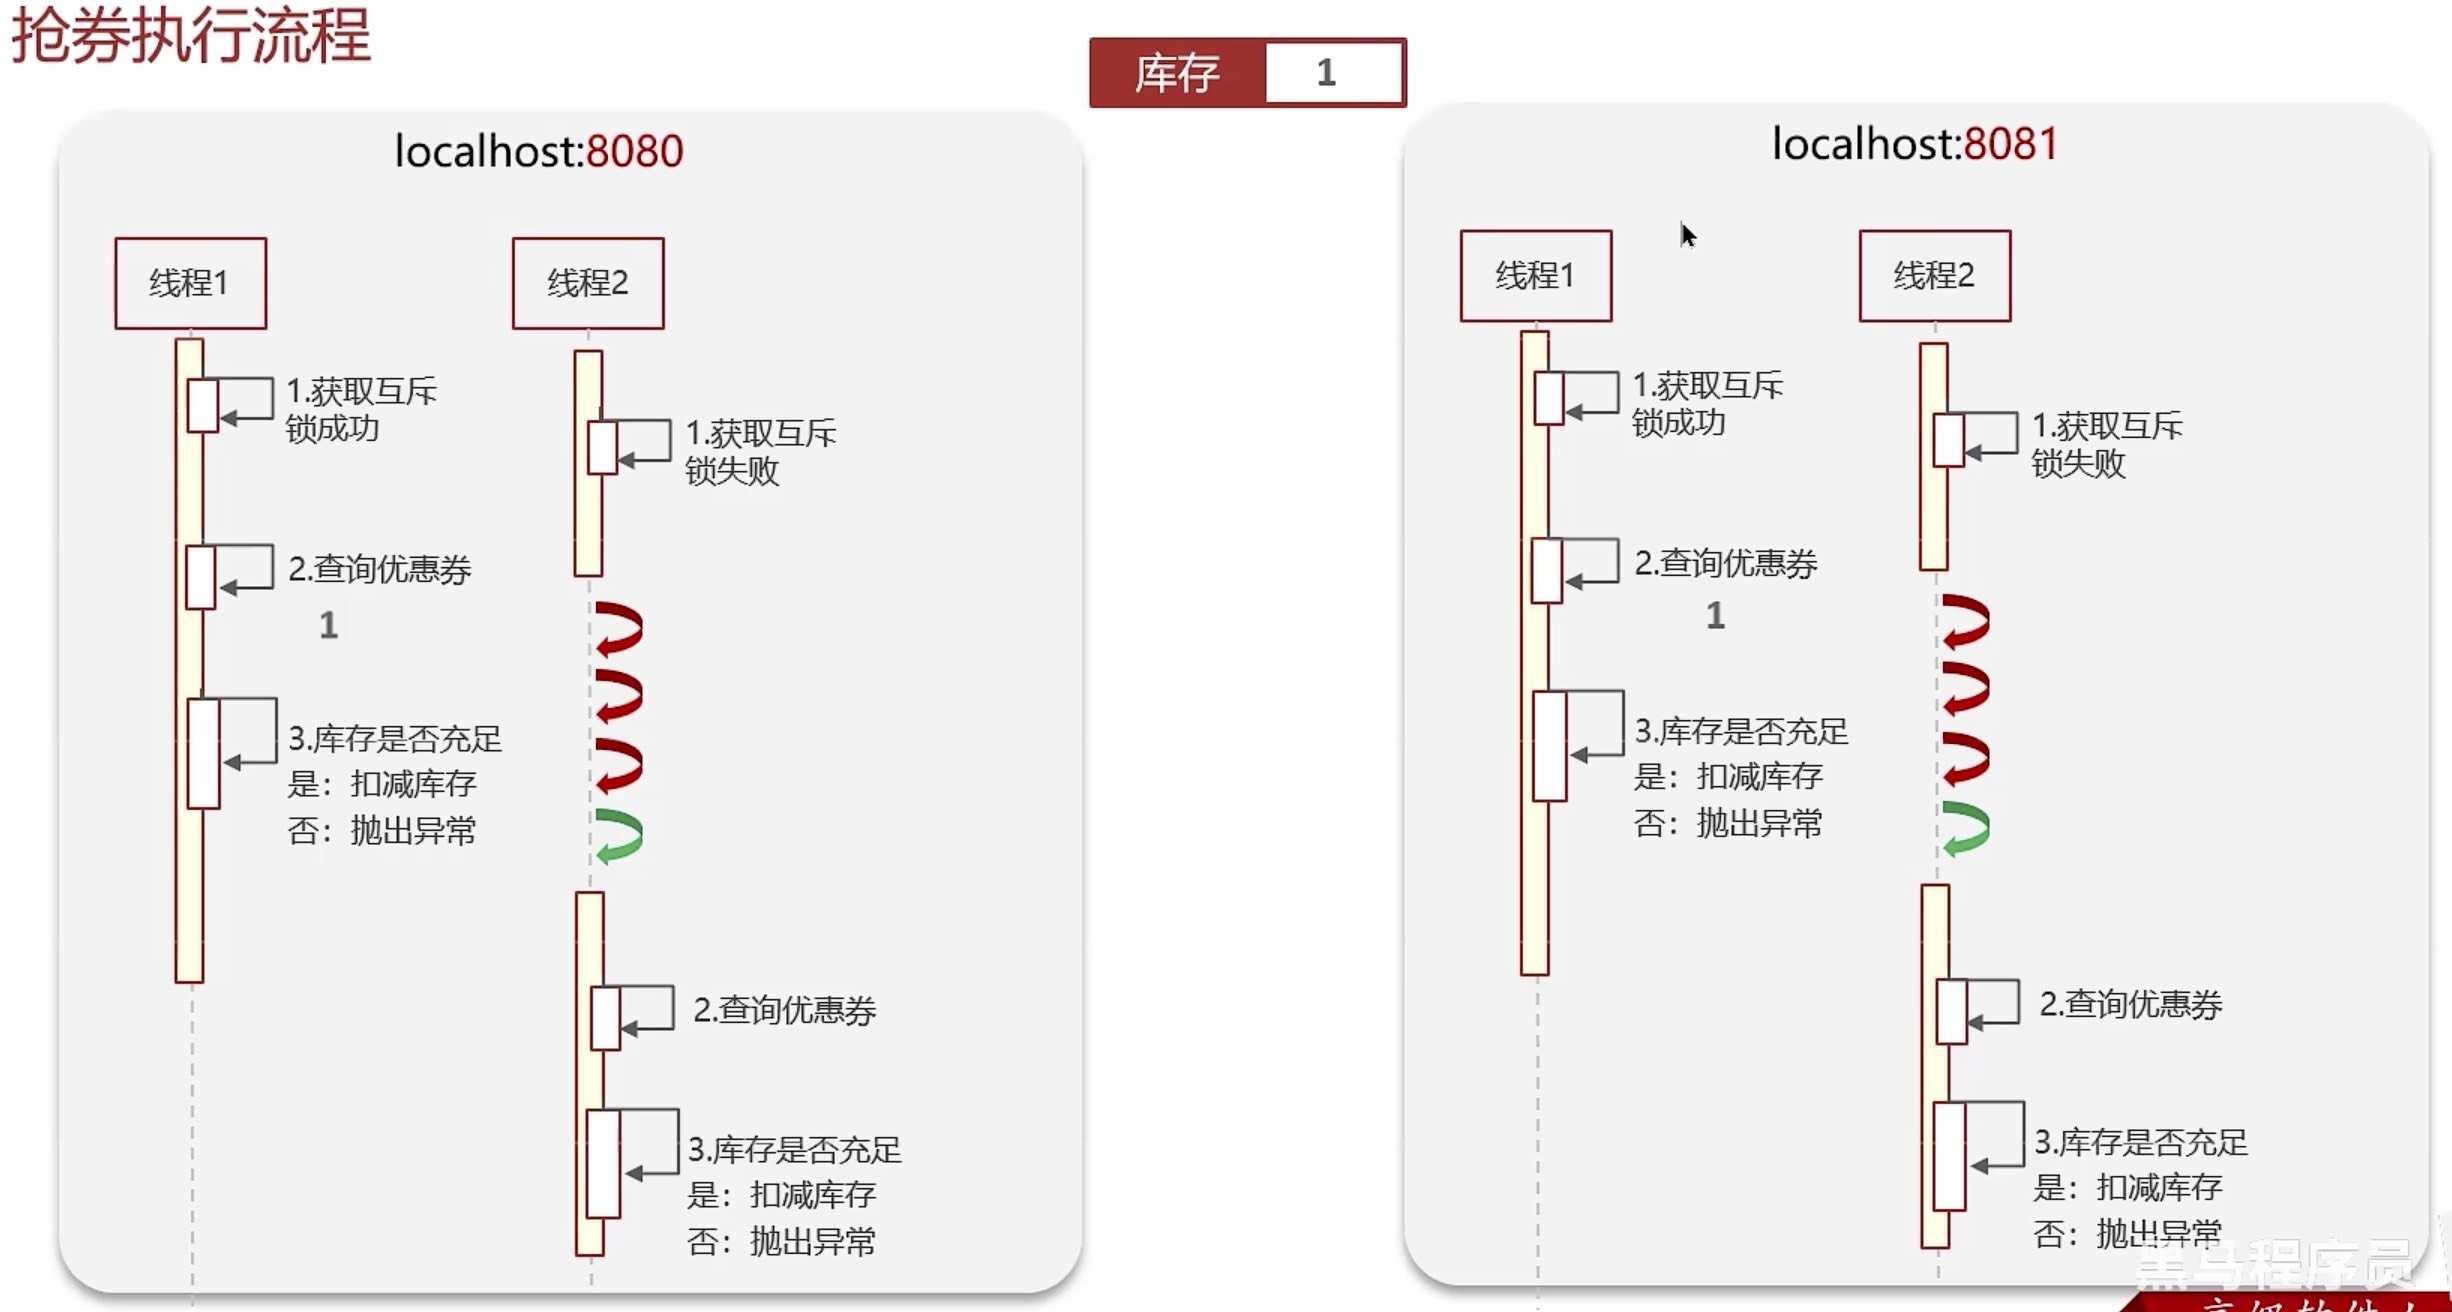 抢券执行流程
库存 1
localhost:8080
线程1
线程2
1.获取互斥
锁成功
1.获取互斥
锁失败
2.查询优惠券
1
3.库存是否充足
是：扣减库存
否：抛出异常
2.查询优惠券
3.库存是否充足
是：扣减库存
否：抛出异常
localhost:8081
线程1
线程2
1.获取互斥
锁成功
1.获取互斥
锁失败
2.查询优惠券
1
3.库存是否充足
是：扣减库存
否：抛出异常
2.查询优惠券
3.库存是否充足
是：扣减库存
否：抛出异常
黑马程序员